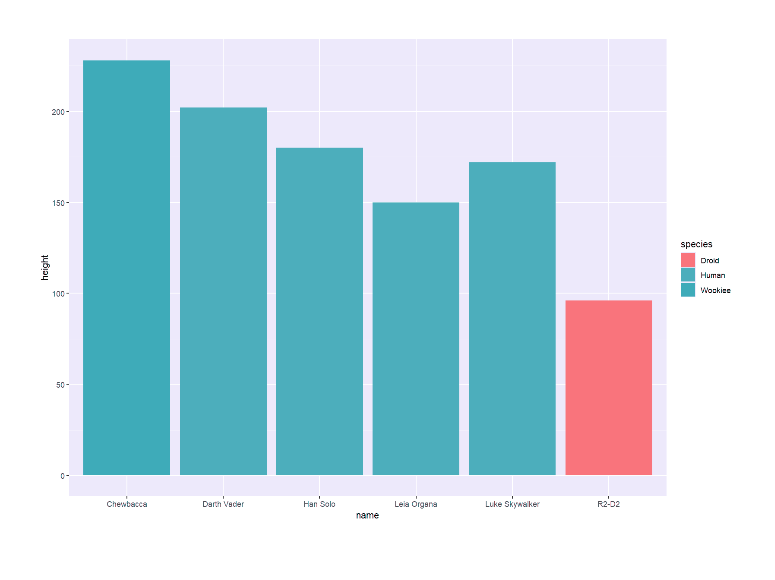 height
200
150
100
50
0
Chewbacca Darth Vader Han Solo Leia Organa Luke Skywalker R2-D2
name
species
Droid
Human
Wookiee